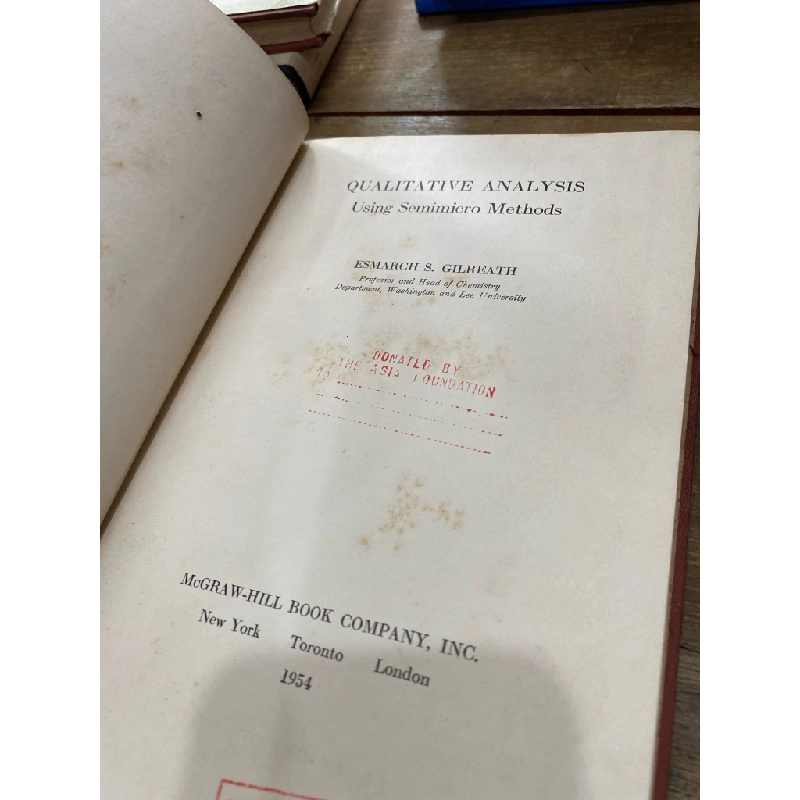 QUALITATIVE ANALYSIS
Using Semimicro Methods
ESMARCH S. GILREATH
Professor and Head of Chemistry
Department, Washington and Lee University
DONATED BY
THE ASIA FOUNDATION
TO
McGRAW-HILL BOOK COMPANY, INC.
New York Toronto London
1954